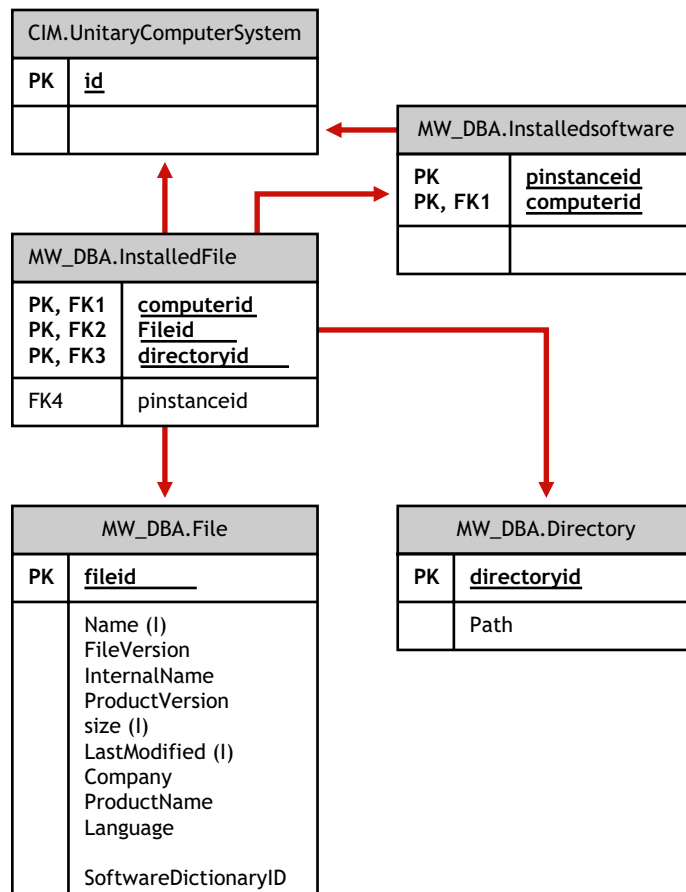 CIM.UnitaryComputerSystem
PK id
MW_DBA.Installedsoftware
PK pinstanceid
PK, FK1 computerid
MW_DBA.InstalledFile
PK, FK1 computerid
PK, FK2 Fileid
PK, FK3 directoryid
FK4 pinstanceid
MW_DBA.File
PK fileid
Name (I)
FileVersion
InternalName
ProductVersion
size (I)
LastModified (I)
Company
ProductName
Language
SoftwareDictionaryID
MW_DBA.Directory
PK directoryid
Path